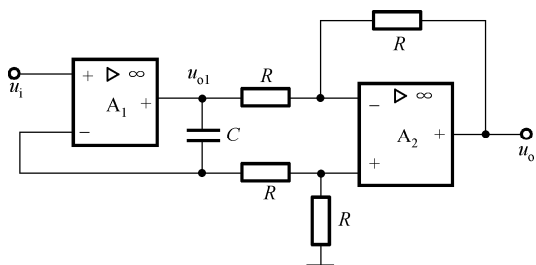 R
u_i
+ ▷ ∞
A_1 +
−
u_o1
R
C
R
R
− ▷ ∞
A_2 +
+
u_o